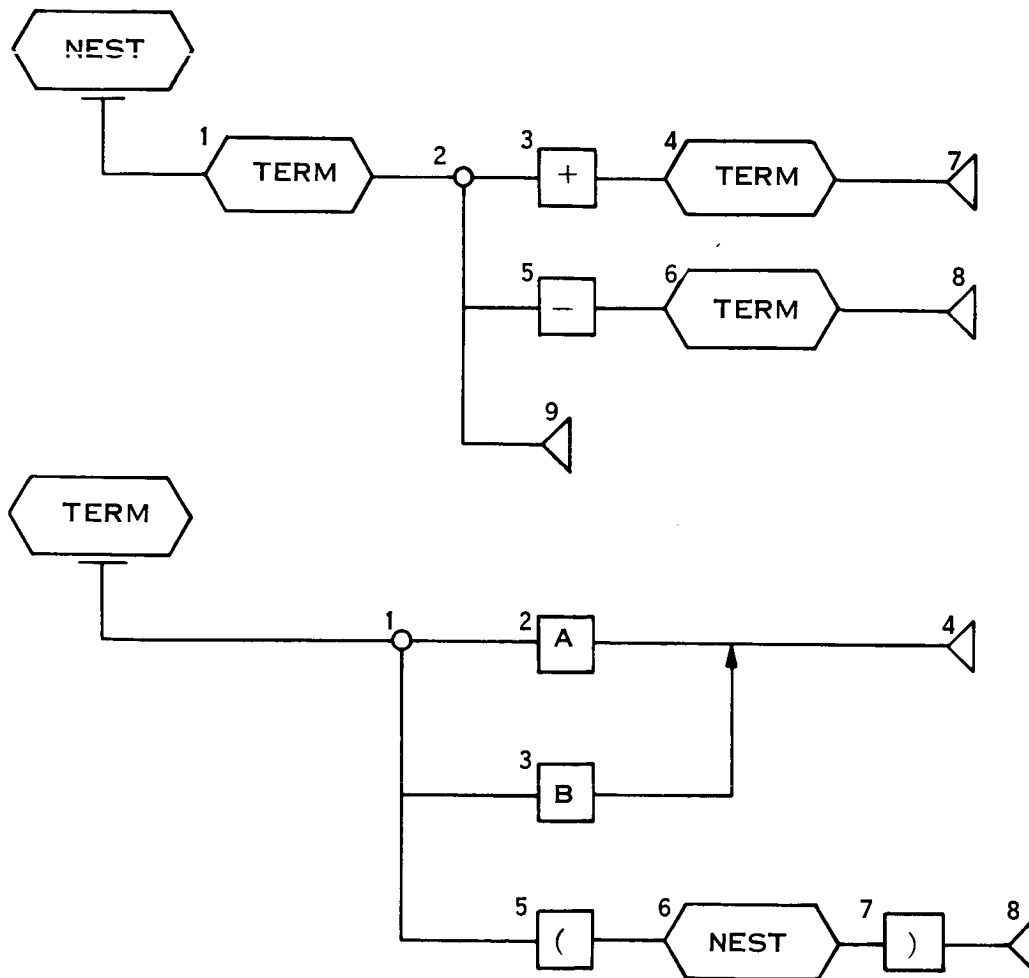 NEST
1 TERM 2 3 + 4 TERM 7
5 - 6 TERM 8
9
TERM
1 2 A 4
3 B
5 ( 6 NEST 7 ) 8